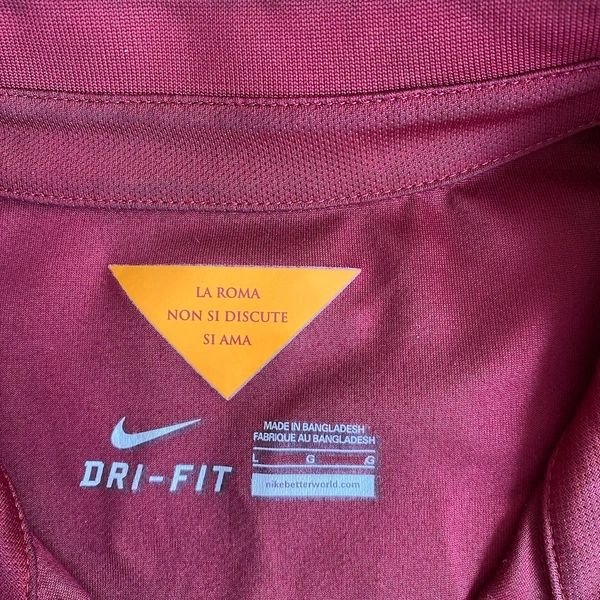 LA ROMA
NON SI DISCUTE
SI AMA
DRI-FIT
MADE IN BANGLADESH
FABRIQUE AU BANGLADESH
L G G
nikebetterworld.com